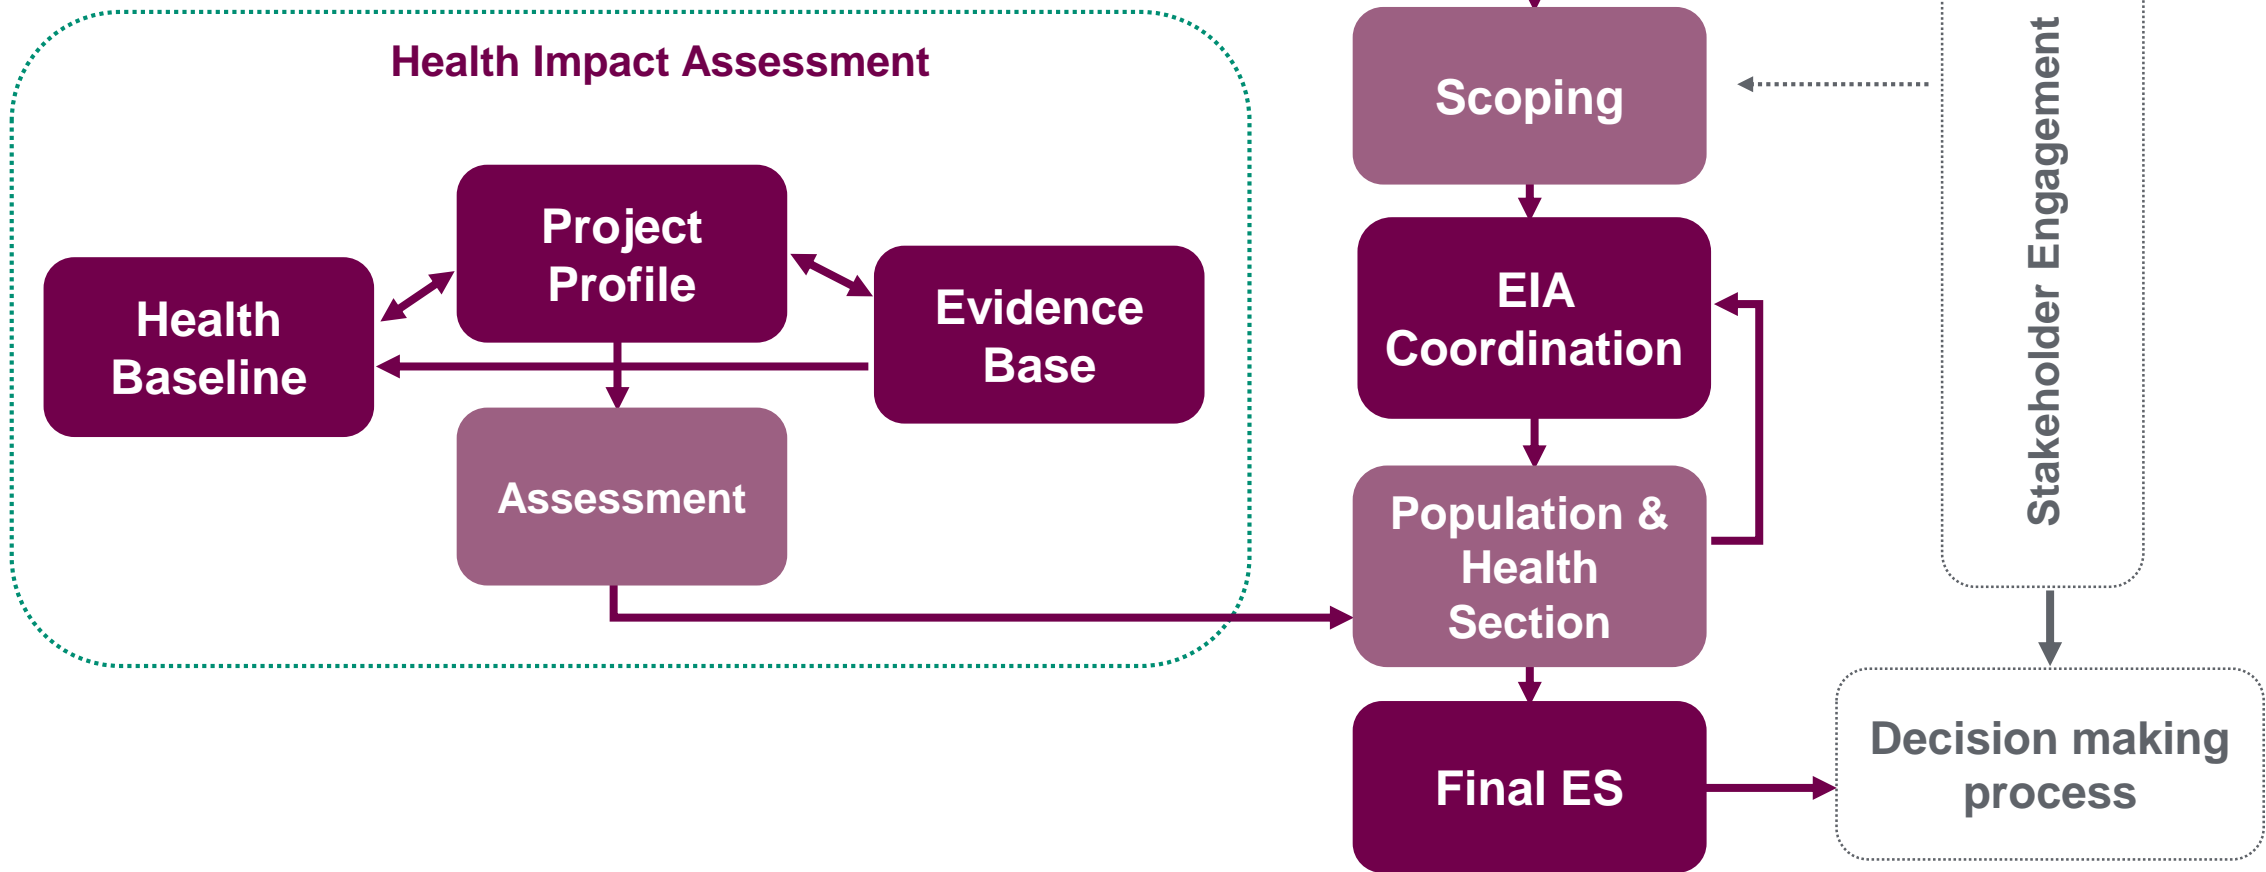 Health Impact Assessment
Project
Profile
Health
Baseline
Evidence
Base
Assessment
Scoping
EIA
Coordination
Population &
Health
Section
Final ES
Stakeholder Engagement
Decision making
process